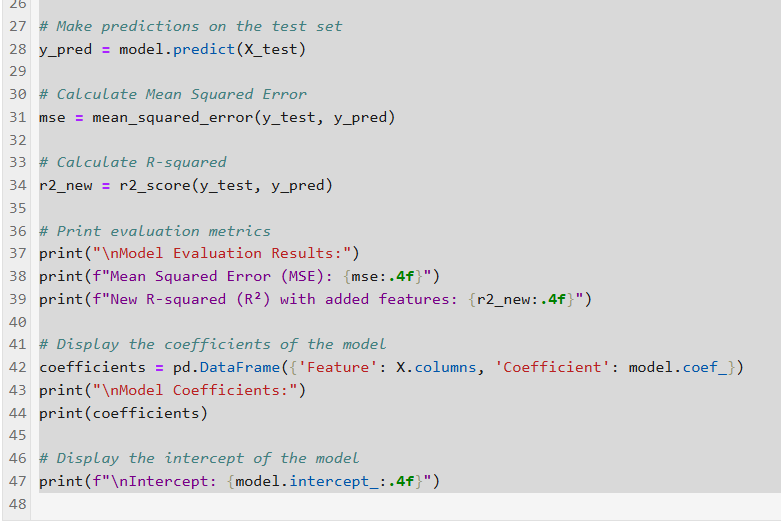 26
27 # Make predictions on the test set
28 y_pred = model.predict(X_test)
29
30 # Calculate Mean Squared Error
31 mse = mean_squared_error(y_test, y_pred)
32
33 # Calculate R-squared
34 r2_new = r2_score(y_test, y_pred)
35
36 # Print evaluation metrics
37 print("\nModel Evaluation Results:")
38 print(f"Mean Squared Error (MSE): {mse:.4f}")
39 print(f"New R-squared (R²) with added features: {r2_new:.4f}")
40
41 # Display the coefficients of the model
42 coefficients = pd.DataFrame({'Feature': X.columns, 'Coefficient': model.coef_})
43 print("\nModel Coefficients:")
44 print(coefficients)
45
46 # Display the intercept of the model
47 print(f"\nIntercept: {model.intercept_:.4f}")
48